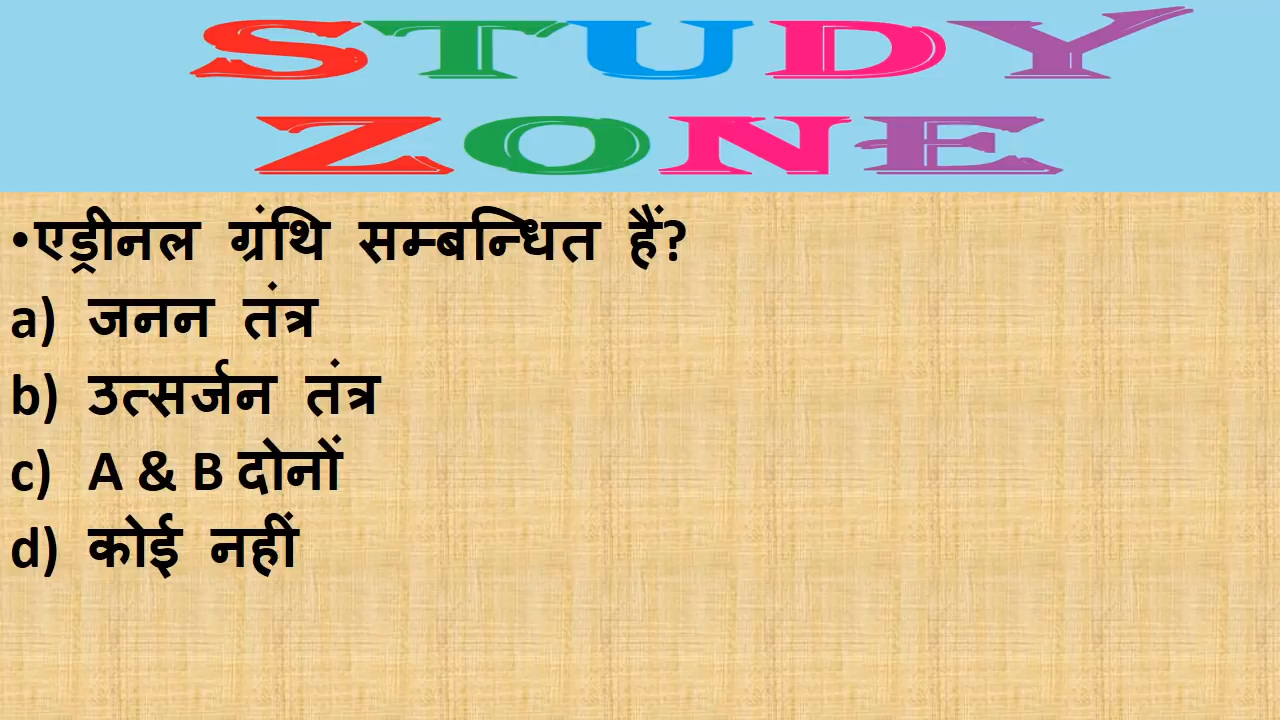 STUDY
ZONE
•एड्रीनल ग्रंथि सम्बन्धित हैं?
a) जनन तंत्र
b) उत्सर्जन तंत्र
c) A & B दोनों
d) कोई नहीं